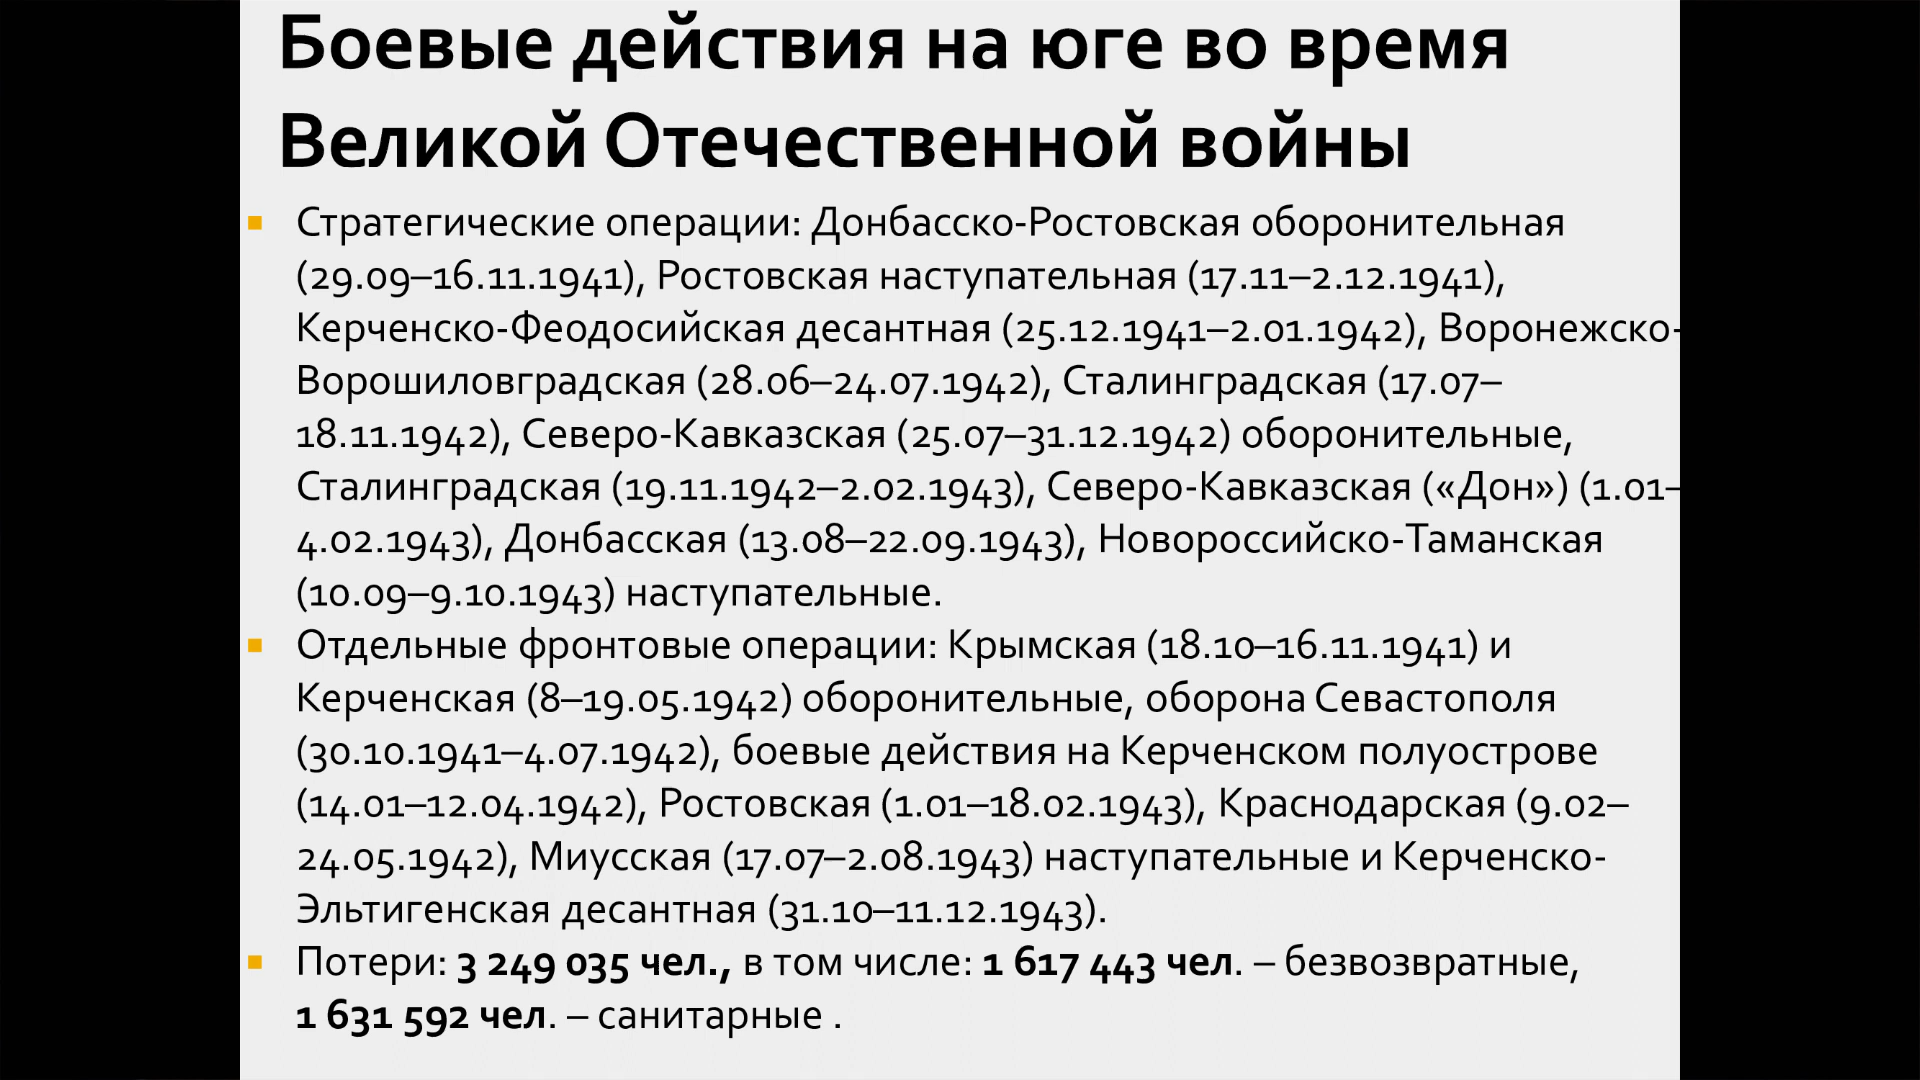 Боевые действия на юге во время
Великой Отечественной войны
Стратегические операции: Донбасско-Ростовская оборонительная
(29.09–16.11.1941), Ростовская наступательная (17.11–2.12.1941),
Керченско-Феодосийская десантная (25.12.1941–2.01.1942), Воронежско-
Ворошиловградская (28.06–24.07.1942), Сталинградская (17.07–
18.11.1942), Северо-Кавказская (25.07–31.12.1942) оборонительные,
Сталинградская (19.11.1942–2.02.1943), Северо-Кавказская («Дон») (1.01–
4.02.1943), Донбасская (13.08–22.09.1943), Новороссийско-Таманская
(10.09–9.10.1943) наступательные.
Отдельные фронтовые операции: Крымская (18.10–16.11.1941) и
Керченская (8–19.05.1942) оборонительные, оборона Севастополя
(30.10.1941–4.07.1942), боевые действия на Керченском полуострове
(14.01–12.04.1942), Ростовская (1.01–18.02.1943), Краснодарская (9.02–
24.05.1942), Миусская (17.07–2.08.1943) наступательные и Керченско-
Эльтигенская десантная (31.10–11.12.1943).
Потери: 3 249 035 чел., в том числе: 1 617 443 чел. – безвозвратные,
1 631 592 чел. – санитарные .